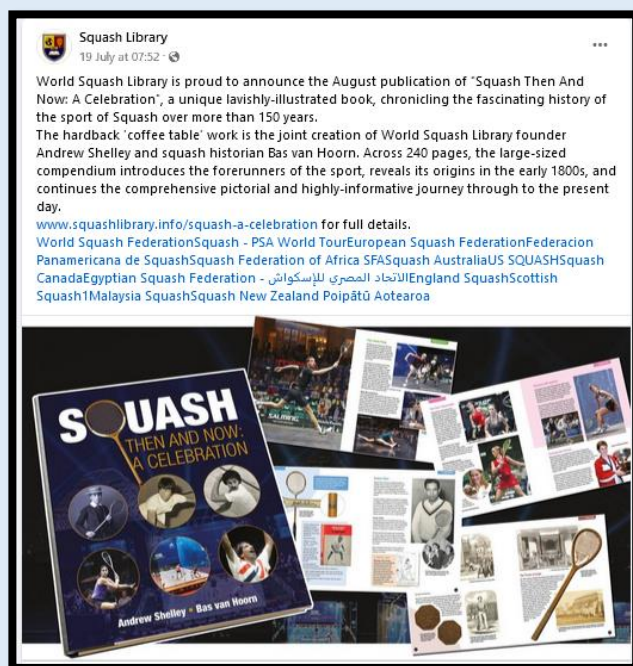 Squash Library
19 July at 07:52 ·
World Squash Library is proud to announce the August publication of "Squash Then And
Now: A Celebration", a unique lavishly-illustrated book, chronicling the fascinating history of
the sport of Squash over more than 150 years.
The hardback 'coffee table' work is the joint creation of World Squash Library founder
Andrew Shelley and squash historian Bas van Hoorn. Across 240 pages, the large-sized
compendium introduces the forerunners of the sport, reveals its origins in the early 1800s, and
continues the comprehensive pictorial and highly-informative journey through to the present
day.
www.squashlibrary.info/squash-a-celebration for full details.
World Squash FederationSquash - PSA World TourEuropean Squash FederationFederacion
Panamericana de SquashSquash Federation of Africa SFASquash AustraliaUS SQUASHSquash
CanadaEgyptian Squash Federation - الاتحاد المصري للإسكواشEngland SquashScottish
Squash1Malaysia SquashSquash New Zealand Poipātū Aotearoa
SQUASH
THEN AND NOW:
A CELEBRATION
Andrew Shelley • Bas van Hoorn
SALMING